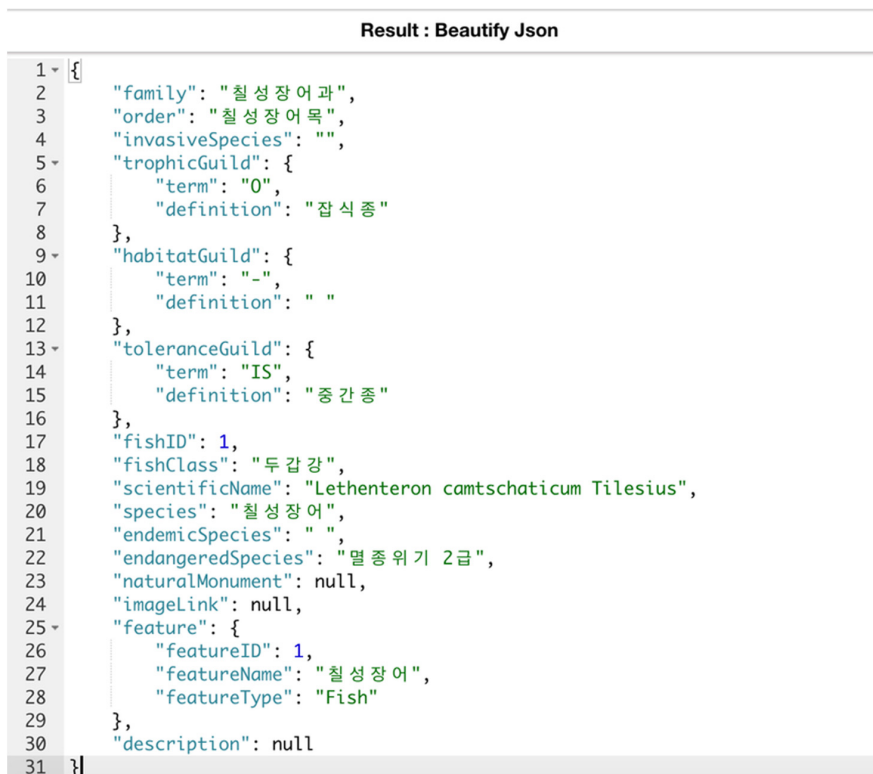 Result : Beautify Json
1 {
2 "family": "칠성장어과",
3 "order": "칠성장어목",
4 "invasiveSpecies": "",
5 "trophicGuild": {
6 "term": "O",
7 "definition": "잡식종"
8 },
9 "habitatGuild": {
10 "term": "-",
11 "definition": " "
12 },
13 "toleranceGuild": {
14 "term": "IS",
15 "definition": "중간종"
16 },
17 "fishID": 1,
18 "fishClass": "두갑강",
19 "scientificName": "Lethenteron camtschaticum Tilesius",
20 "species": "칠성장어",
21 "endemicSpecies": " ",
22 "endangeredSpecies": "멸종위기 2급",
23 "naturalMonument": null,
24 "imageLink": null,
25 "feature": {
26 "featureID": 1,
27 "featureName": "칠성장어",
28 "featureType": "Fish"
29 },
30 "description": null
31 }